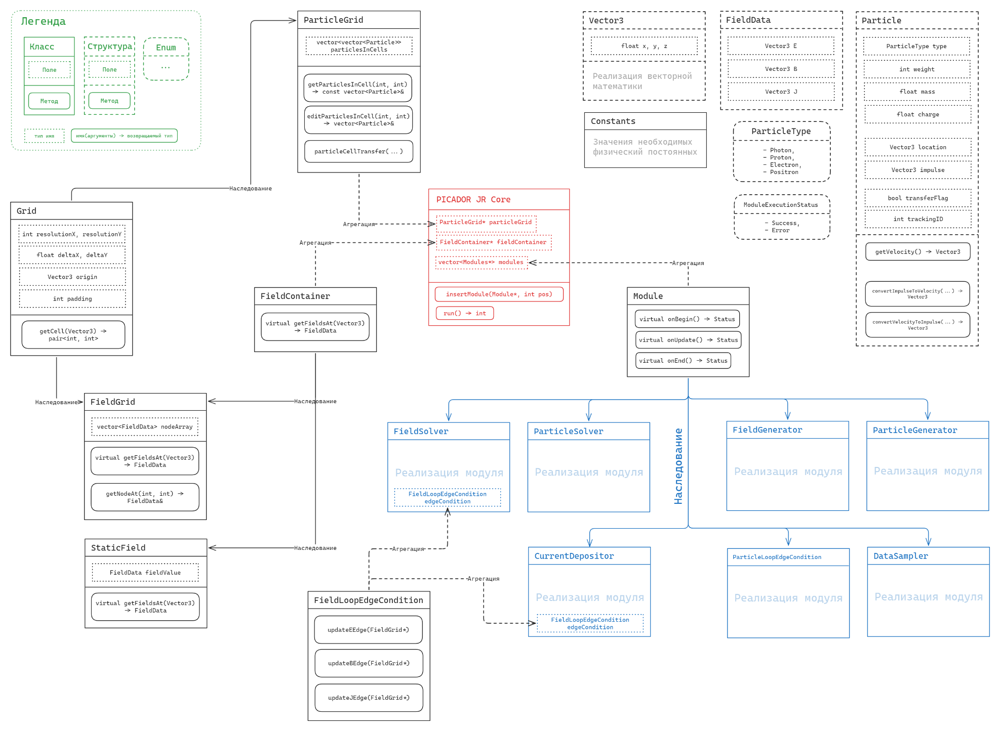 Легенда
Класс
Поле
Метод
Структура
Поле
Метод
Enum
...
тип имя
имя(аргументы) → возвращаемый тип
ParticleGrid
vector<vector<Particle>>
particlesInCells
getParticlesInCell(int, int)
→ const vector<Particle>&
editParticlesInCell(int, int)
→ vector<Particle>&
particleCellTransfer(...)
Vector3
float x, y, z
Реализация векторной
математики
Constants
Значения необходимых
физический постоянных
FieldData
Vector3 E
Vector3 B
Vector3 J
ParticleType
- Photon,
- Proton,
- Electron,
- Positron
ModuleExecutionStatus
- Success,
- Error
Particle
ParticleType type
int weight
float mass
float charge
Vector3 location
Vector3 impulse
bool transferFlag
int trackingID
getVelocity() → Vector3
convertImpulseToVelocity(...) →
Vector3
convertVelocityToImpulse(...) →
Vector3
Наследование
Grid
int resolutionX, resolutionY
float deltaX, deltaY
Vector3 origin
int padding
getCell(Vector3) →
pair<int, int>
PICADOR JR Core
ParticleGrid* particleGrid
FieldContainer* fieldContainer
vector<Modules*> modules
insertModule(Module*, int pos)
run() → int
Агрегация
Агрегация
Агрегация
FieldContainer
virtual getFieldsAt(Vector3)
→ FieldData
Module
virtual onBegin() → Status
virtual onUpdate() → Status
virtual onEnd() → Status
Наследование
Наследование
FieldGrid
vector<FieldData> nodeArray
virtual getFieldsAt(Vector3)
→ FieldData
getNodeAt(int, int) →
FieldData&
FieldSolver
Реализация модуля
FieldLoopEdgeCondition
edgeCondition
ParticleSolver
Реализация модуля
Наследование
FieldGenerator
Реализация модуля
ParticleGenerator
Реализация модуля
StaticField
FieldData fieldValue
virtual getFieldsAt(Vector3)
→ FieldData
Наследование
Агрегация
Агрегация
FieldLoopEdgeCondition
updateEEdge(FieldGrid*)
updateBEdge(FieldGrid*)
updateJEdge(FieldGrid*)
CurrentDepositor
Реализация модуля
FieldLoopEdgeCondition
edgeCondition
ParticleLoopEdgeCondition
Реализация модуля
DataSampler
Реализация модуля